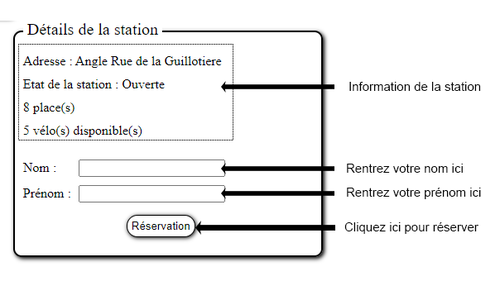 Détails de la station
Adresse : Angle Rue de la Guillotiere
Etat de la station : Ouverte
8 place(s)
5 vélo(s) disponible(s)
Information de la station
Nom :
Rentrez votre nom ici
Prénom :
Rentrez votre prénom ici
Réservation
Cliquez ici pour réserver